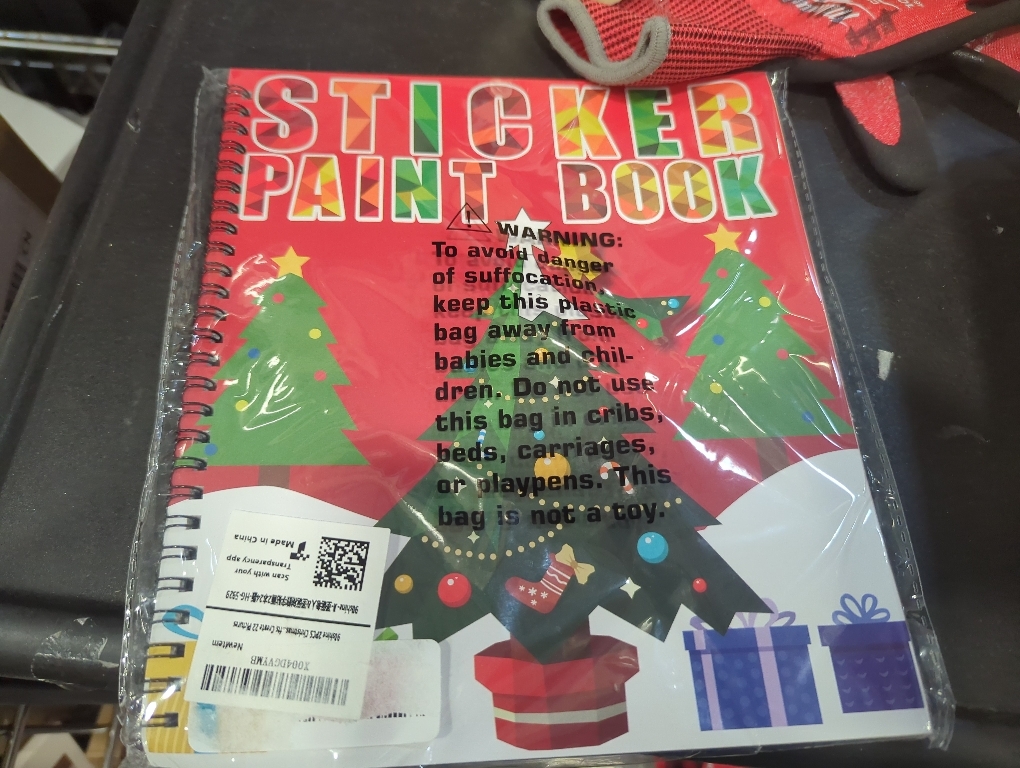 STICKER
PAINT BOOK
WARNING:
To avoid danger
of suffocation,
keep this plastic
bag away from
babies and chil-
dren. Do not use
this bag in cribs,
beds, carriages,
or playpens. This
bag is not a toy.
X004DGVYMB
NewItem
Scan with your
Transparency app
Made in China